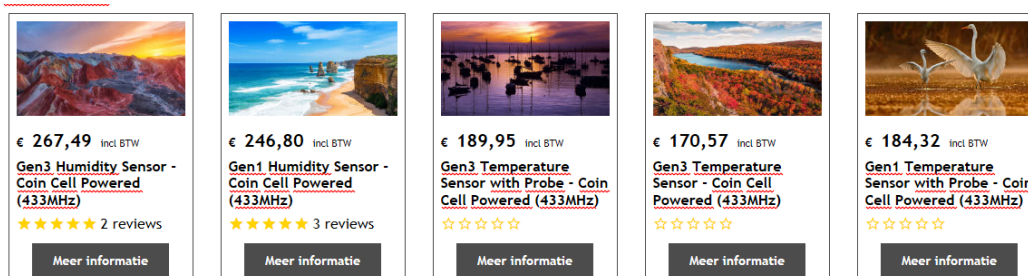 € 267,49 incl BTW
Gen3 Humidity Sensor -
Coin Cell Powered
(433MHz)
2 reviews
Meer informatie
€ 246,80 incl BTW
Gen1 Humidity Sensor -
Coin Cell Powered
(433MHz)
3 reviews
Meer informatie
€ 189,95 incl BTW
Gen3 Temperature
Sensor with Probe - Coin
Cell Powered (433MHz)
Meer informatie
€ 170,57 incl BTW
Gen3 Temperature
Sensor - Coin Cell
Powered (433MHz)
Meer informatie
€ 184,32 incl BTW
Gen1 Temperature
Sensor with Probe - Coin
Cell Powered (433MHz)
Meer informatie